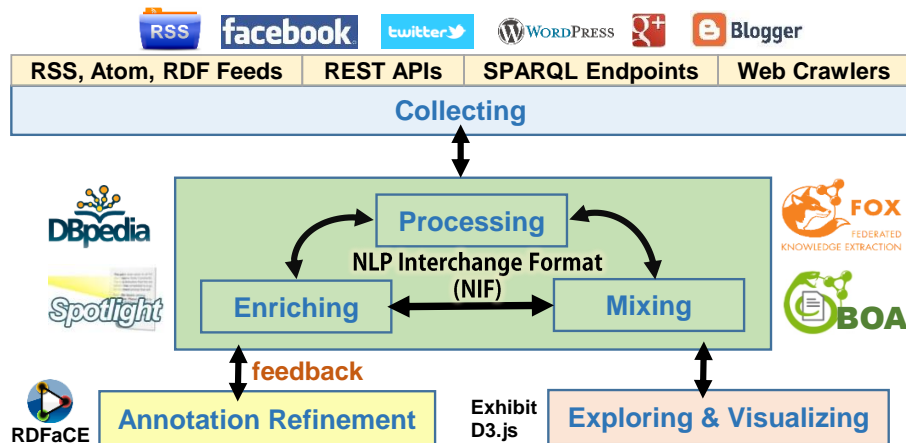 RSS
facebook.
twitter
WORDPRESS
g+
Blogger
RSS, Atom, RDF Feeds
REST APIs
SPARQL Endpoints
Web Crawlers
Collecting
DBpedia
Spotlight
Processing
NLP Interchange Format
(NIF)
Enriching
Mixing
FOX
FEDERATED
KNOWLEDGE EXTRACTION
BOA
feedback
RDFaCE
Annotation Refinement
Exhibit
D3.js
Exploring & Visualizing